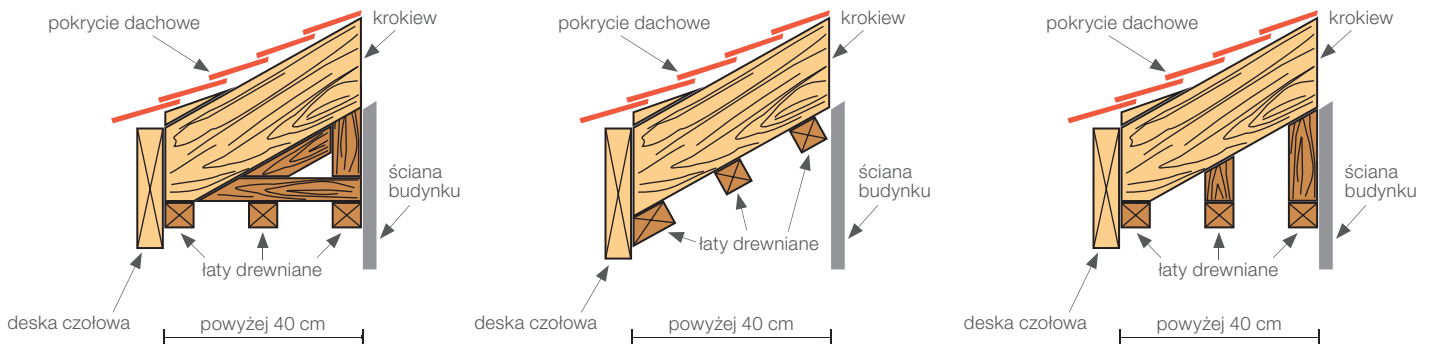 pokrycie dachowe
krokiew
ściana
budynku
łaty drewniane
deska czołowa
powyżej 40 cm
pokrycie dachowe
krokiew
ściana
budynku
łaty drewniane
deska czołowa
powyżej 40 cm
pokrycie dachowe
krokiew
ściana
budynku
łaty drewniane
deska czołowa
powyżej 40 cm